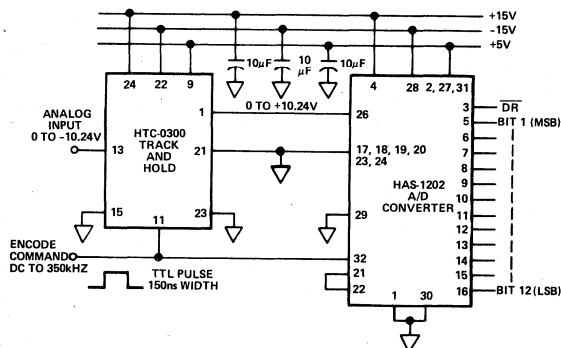 +15V
-15V
+5V
10µF
10
µF
10µF
24
22
9
4
28
2, 27, 31
1
0 TO +10.24V
26
3
DR
ANALOG
INPUT
0 TO -10.24V
13
HTC-0300
TRACK
AND
HOLD
21
17, 18, 19, 20
23, 24
5
BIT 1 (MSB)
6
7
8
9
10
11
12
13
14
15
16
BIT 12 (LSB)
HAS-1202
A/D
CONVERTER
15
11
23
29
ENCODE
COMMAND
DC TO 350kHZ
32
21
22
TTL PULSE
150ns WIDTH
1
30